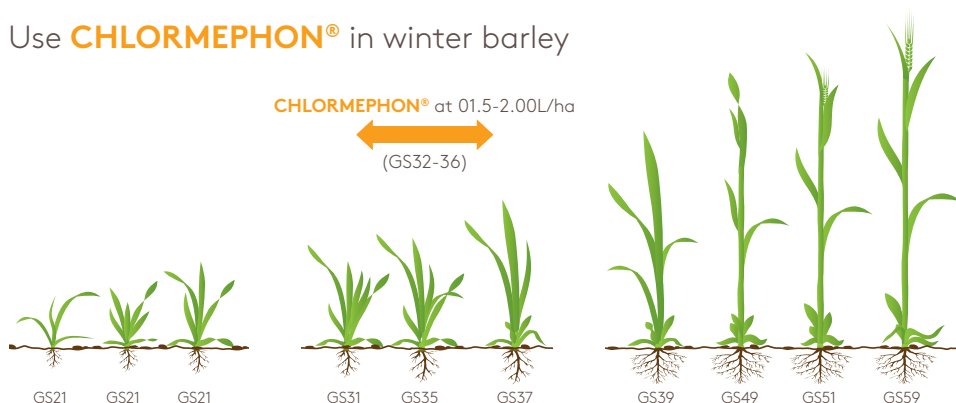 Use CHLORMEPHON® in winter barley
CHLORMEPHON® at 01.5-2.00L/ha
(GS32-36)
GS21 GS21 GS21 GS31 GS35 GS37 GS39 GS49 GS51 GS59